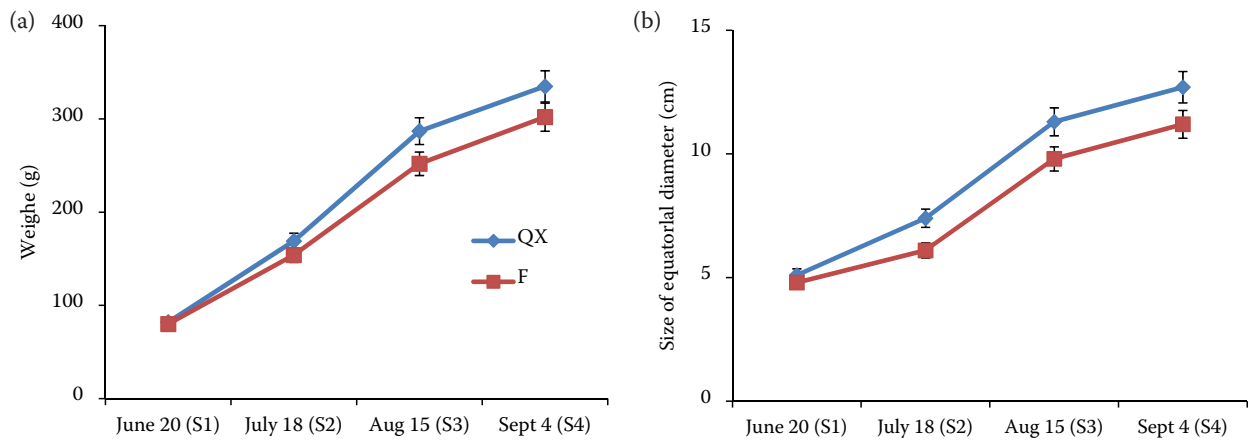 (a)
Weighe (g)
400
300
200
100
0
QX
F
June 20 (S1) July 18 (S2) Aug 15 (S3) Sept 4 (S4)
(b)
Size of equatorlal diameter (cm)
15
10
5
0
June 20 (S1) July 18 (S2) Aug 15 (S3) Sept 4 (S4)